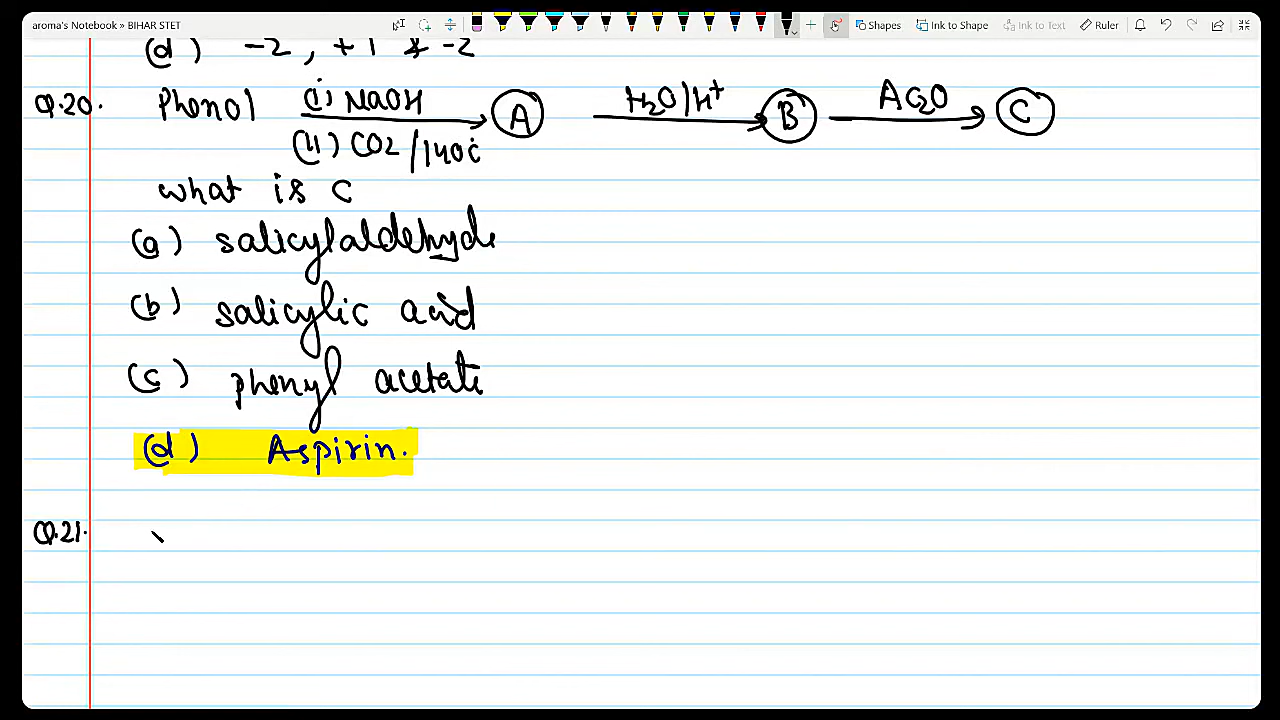 aroma's Notebook » BIHAR STET
Shapes Ink to Shape Ink to Text Ruler
(d) -2, +1 & -2
Q.20. Phenol (i) NaOH (ii) CO2/140c A H2O/H+ B AC2O C
what is c
(a) salicylaldehyde
(b) salicylic acid
(c) phenyl acetate
(d) Aspirin.
Q.21.